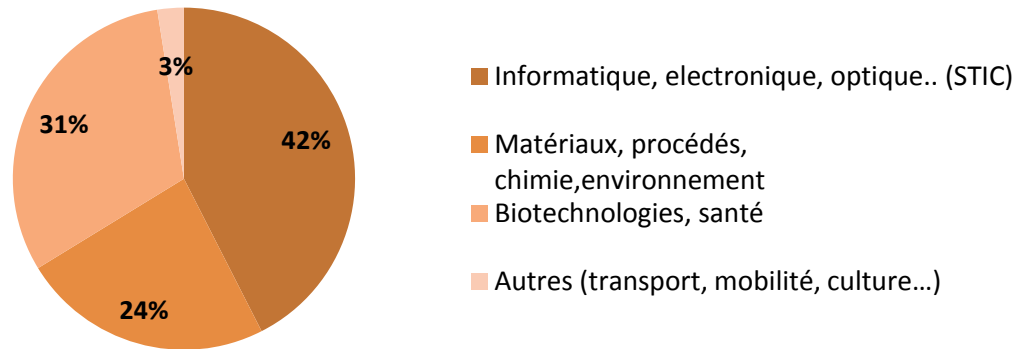 3%
31%
42%
24%
Informatique, electronique, optique.. (STIC)
Matériaux, procédés,
chimie,environnement
Biotechnologies, santé
Autres (transport, mobilité, culture…)